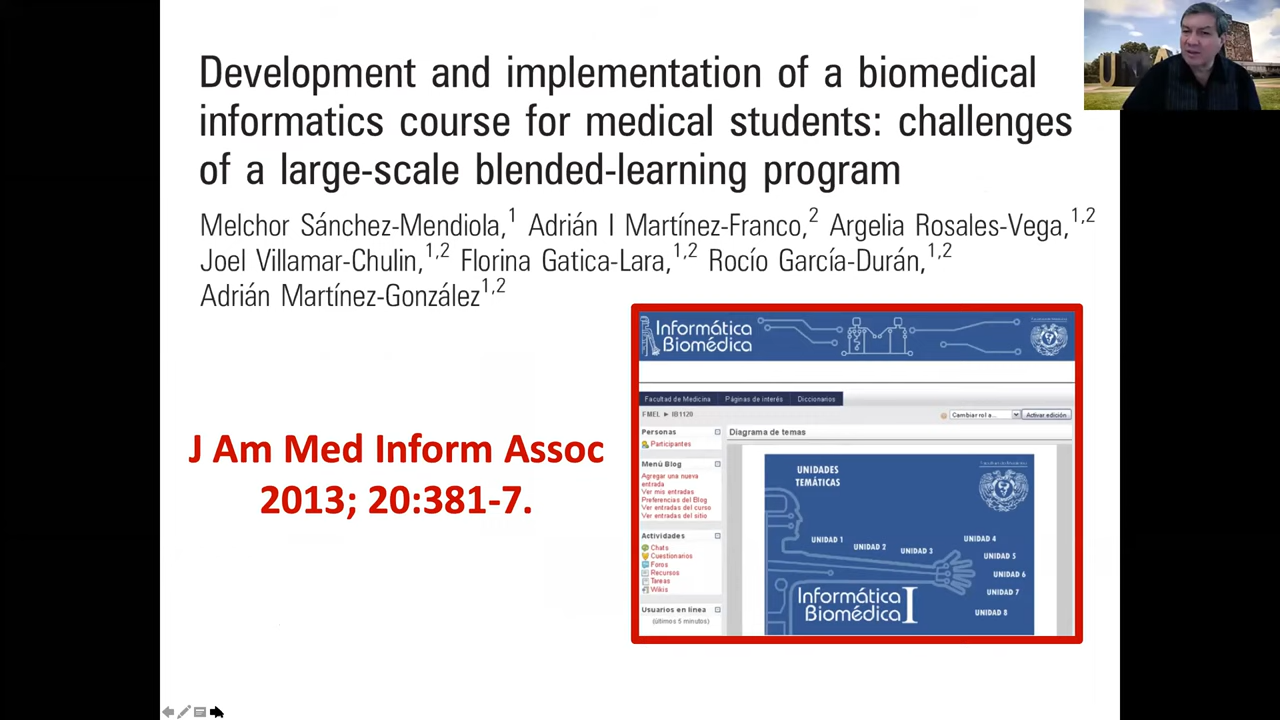 Development and implementation of a biomedical
informatics course for medical students: challenges
of a large-scale blended-learning program
Melchor Sánchez-Mendiola,1 Adrián I Martínez-Franco,2 Argelia Rosales-Vega,1,2
Joel Villamar-Chulin,1,2 Florina Gatica-Lara,1,2 Rocío García-Durán,1,2
Adrián Martínez-González1,2
J Am Med Inform Assoc
2013; 20:381-7.
Informática
Biomédica
Facultad de Medicina Páginas de interés Diccionarios
FMEL ► IB1120
Cambiar rol a... Activar edición
Personas
Participantes
Menú Blog
Agregar una nueva
entrada
Ver mis entradas
Preferencias del Blog
Ver entradas del curso
Ver entradas del sitio
Actividades
Chats
Cuestionarios
Foros
Recursos
Tareas
Wikis
Usuarios en línea
(últimos 5 minutos)
Diagrama de temas
UNIDADES
TEMÁTICAS
UNIDAD 1
UNIDAD 2
UNIDAD 3
UNIDAD 4
UNIDAD 5
UNIDAD 6
UNIDAD 7
UNIDAD 8
Informática
Biomédica I